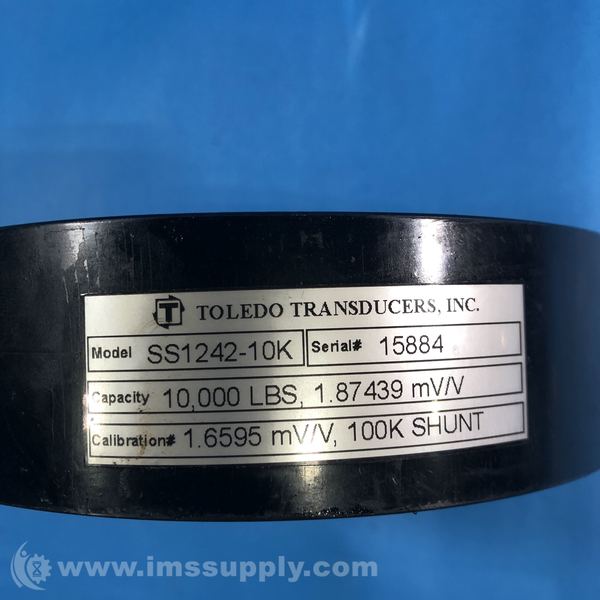 T TOLEDO TRANSDUCERS, INC.
Model SS1242-10K Serial# 15884
Capacity 10,000 LBS, 1.87439 mV/V
Calibration# 1.6595 mV/V, 100K SHUNT
www.imssupply.com